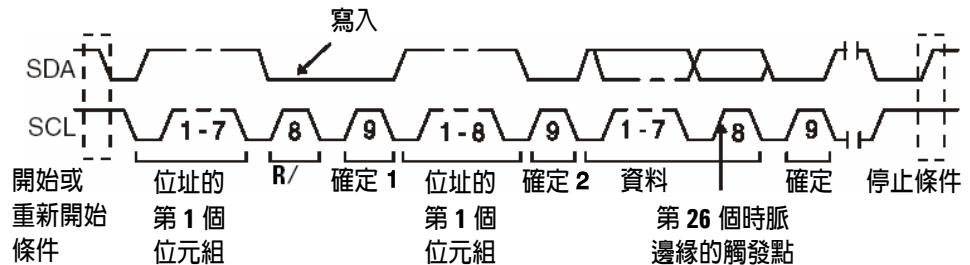 寫入
SDA
SCL
1 - 7
8
9
1 - 8
9
1 - 7
8
9
開始或
重新開始
條件
位址的
第 1 個
位元組
R/
確定 1
位址的
第 1 個
位元組
確定 2
資料
第 26 個時脈
邊緣的觸發點
確定
停止條件